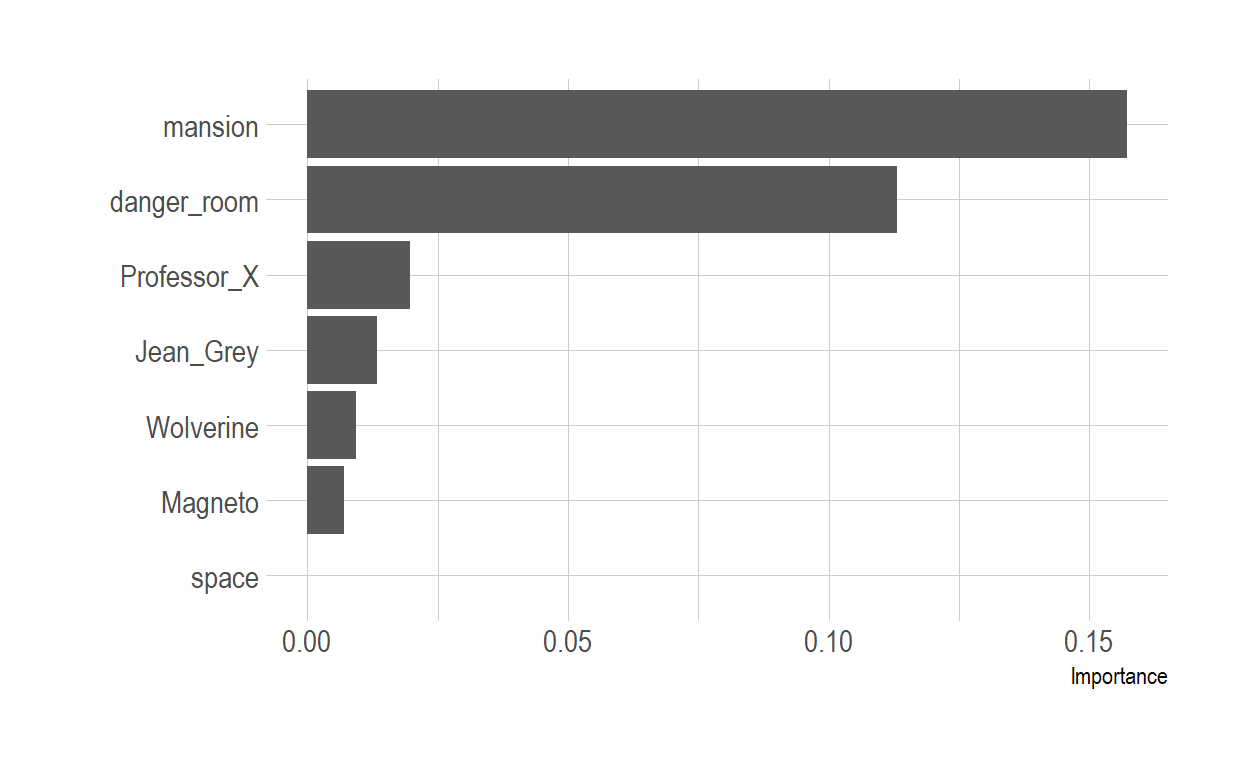 mansion
danger_room
Professor_X
Jean_Grey
Wolverine
Magneto
space
0.00 0.05 0.10 0.15
Importance